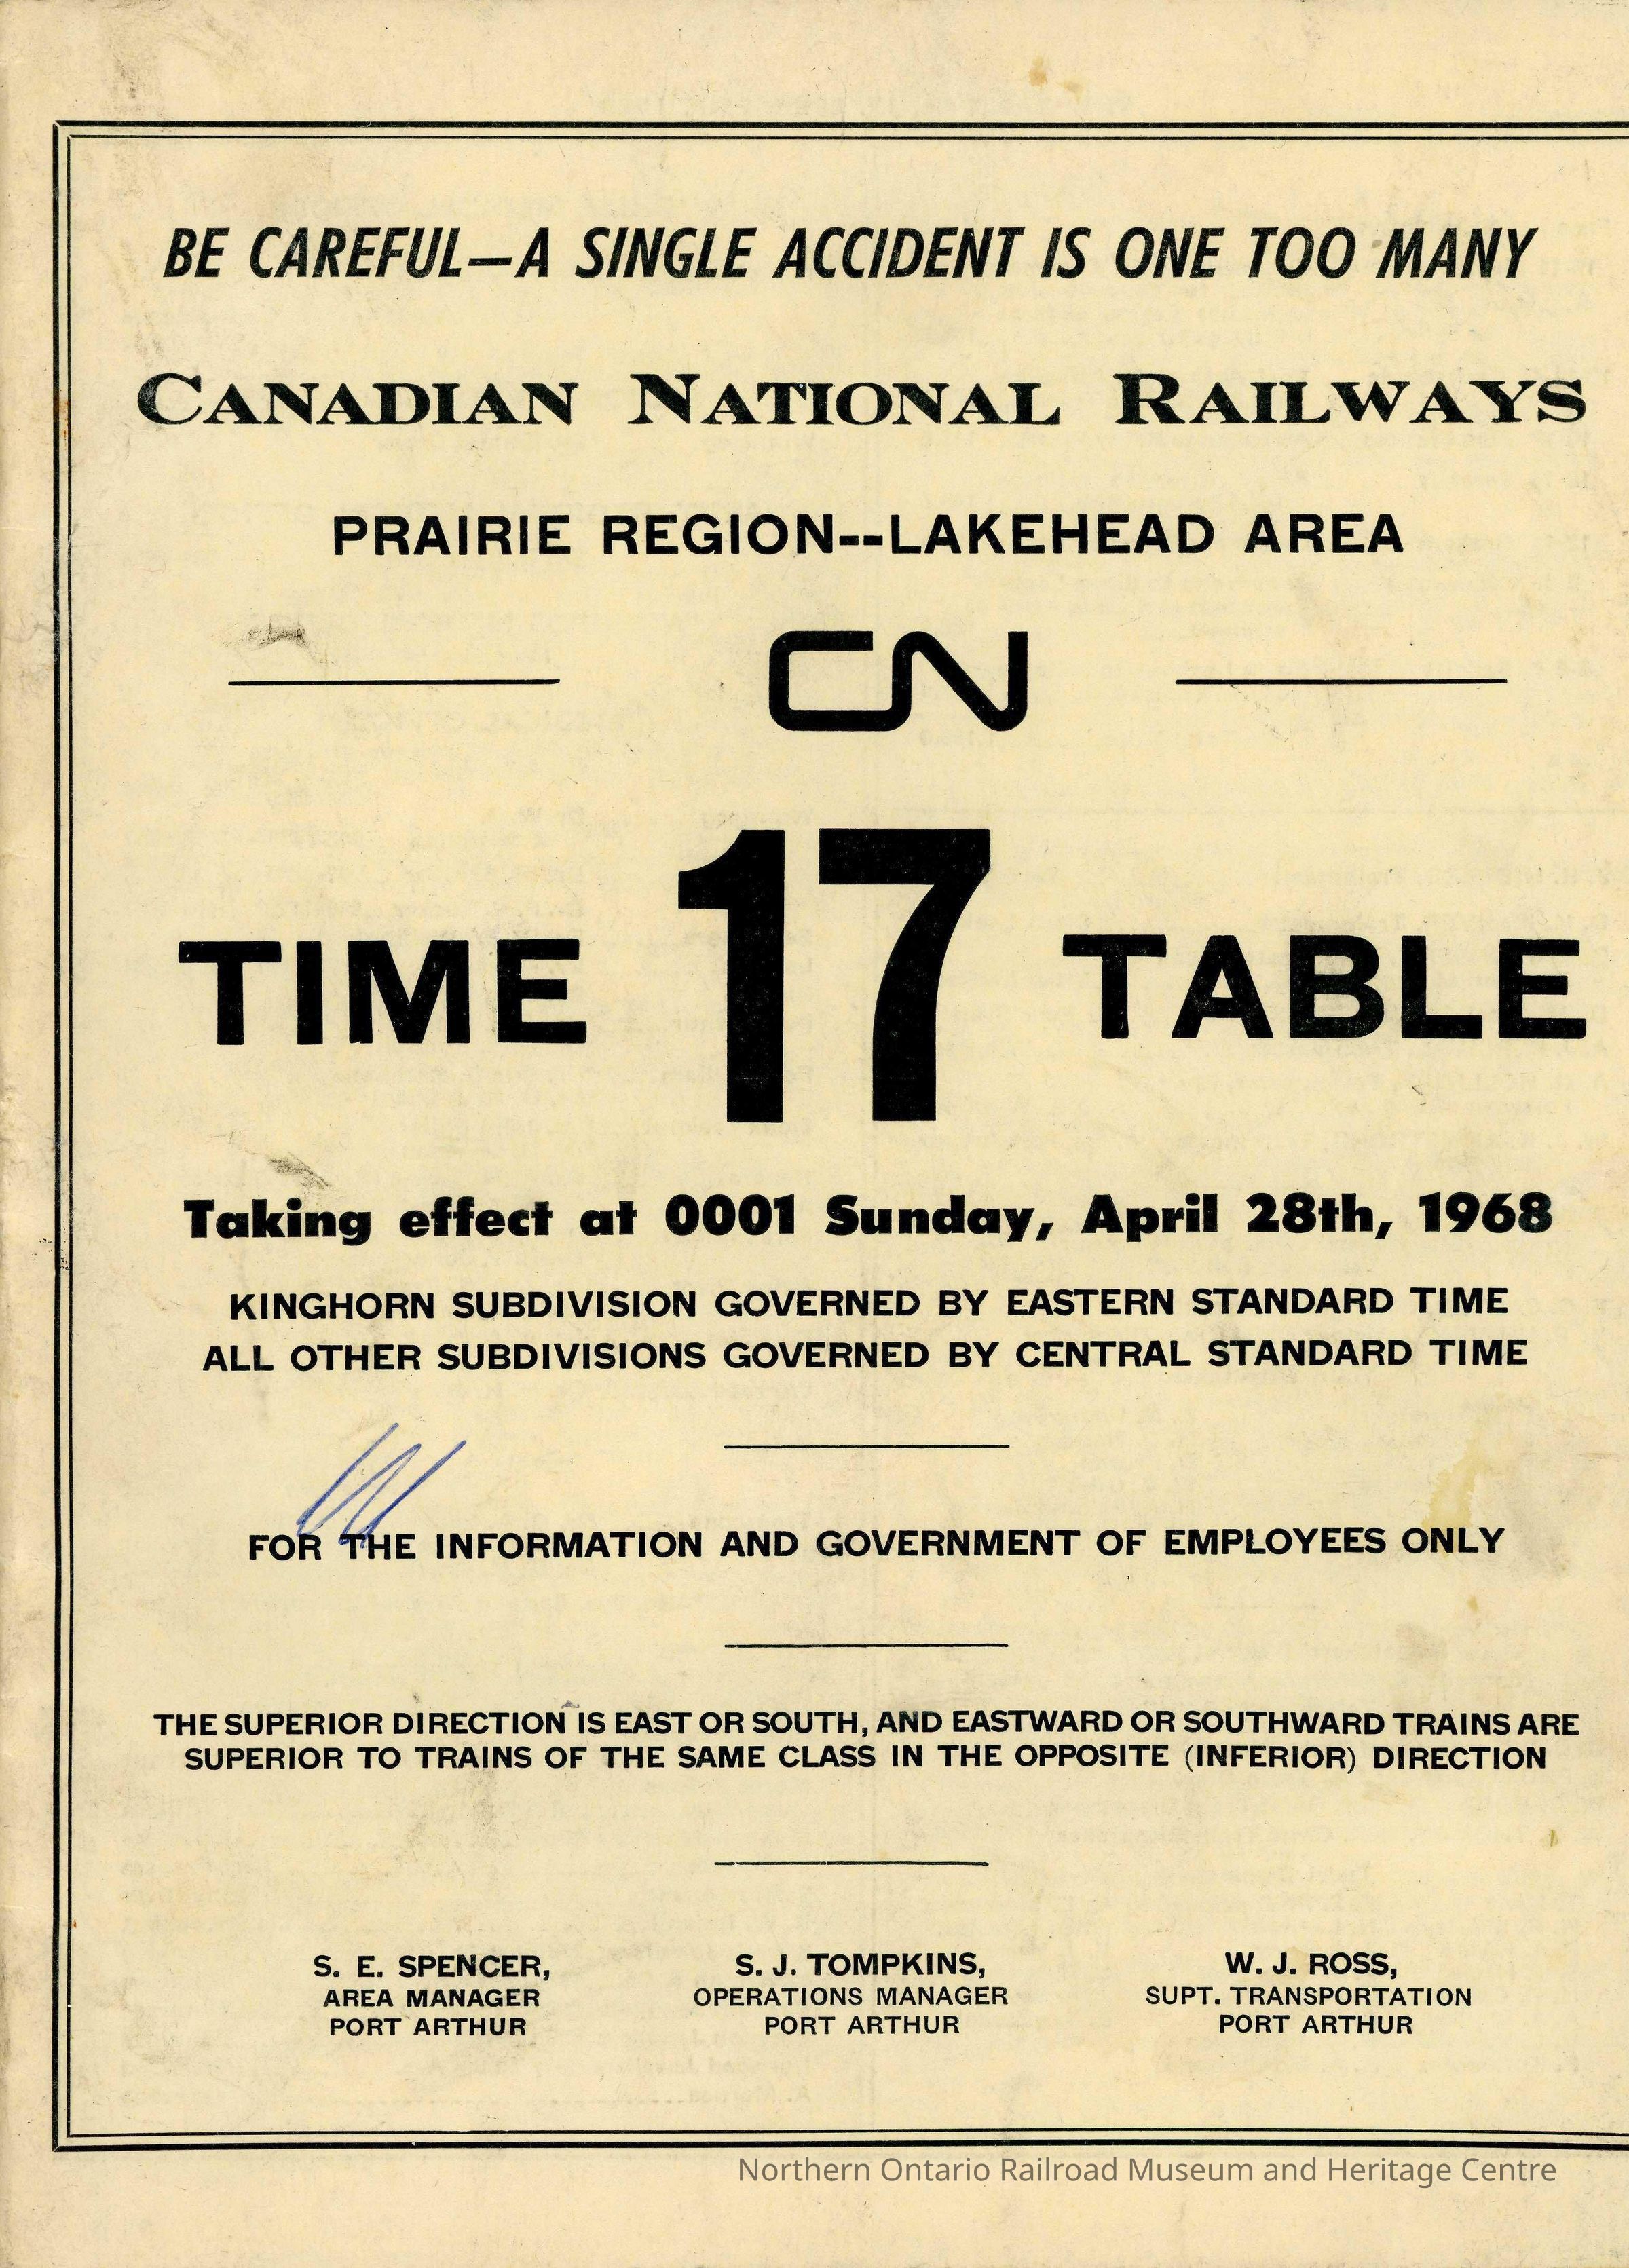 BE CAREFUL—A SINGLE ACCIDENT IS ONE TOO MANY
CANADIAN NATIONAL RAILWAYS
PRAIRIE REGION--LAKEHEAD AREA
CN
TIME 17 TABLE
Taking effect at 0001 Sunday, April 28th, 1968
KINGHORN SUBDIVISION GOVERNED BY EASTERN STANDARD TIME
ALL OTHER SUBDIVISIONS GOVERNED BY CENTRAL STANDARD TIME
FOR THE INFORMATION AND GOVERNMENT OF EMPLOYEES ONLY
THE SUPERIOR DIRECTION IS EAST OR SOUTH, AND EASTWARD OR SOUTHWARD TRAINS ARE
SUPERIOR TO TRAINS OF THE SAME CLASS IN THE OPPOSITE (INFERIOR) DIRECTION
S. E. SPENCER,
AREA MANAGER
PORT ARTHUR
S. J. TOMPKINS,
OPERATIONS MANAGER
PORT ARTHUR
W. J. ROSS,
SUPT. TRANSPORTATION
PORT ARTHUR
Northern Ontario Railroad Museum and Heritage Centre